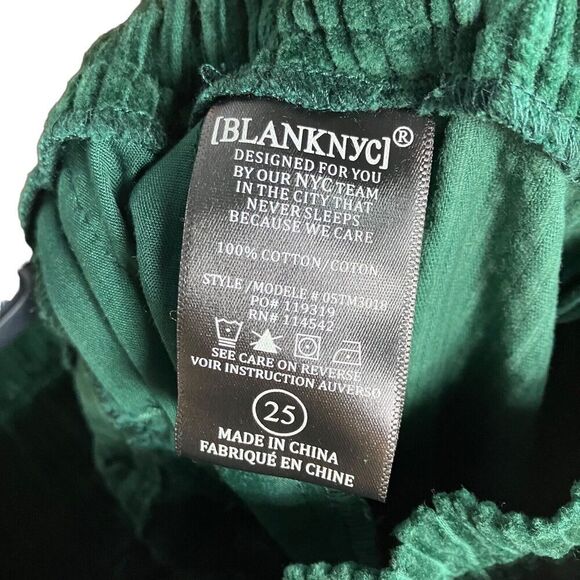 [BLANKNYC]®
DESIGNED FOR YOU
BY OUR NYC TEAM
IN THE CITY THAT
NEVER SLEEPS
BECAUSE WE CARE
100% COTTON/COTON
STYLE/MODELE # 05TM3018
PO# 119319
RN# 114542
SEE CARE ON REVERSE
VOIR INSTRUCTION AUVERSO
25
MADE IN CHINA
FABRIQUÉ EN CHINE